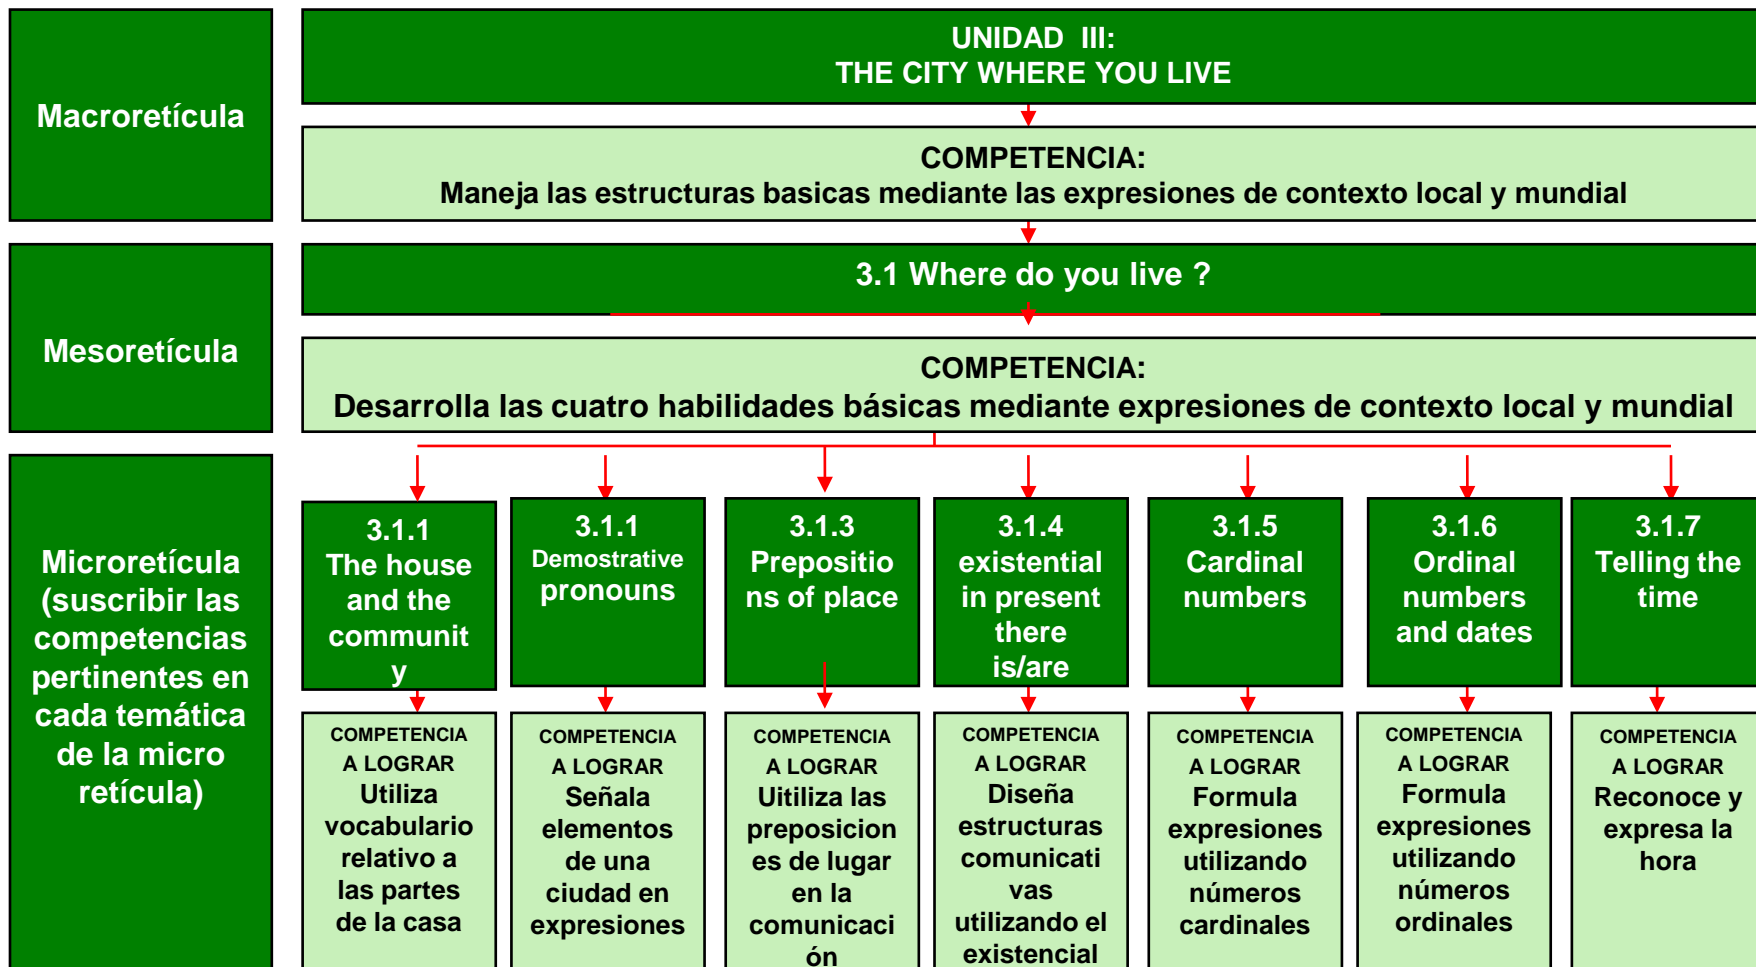 Macroretícula
UNIDAD III:
THE CITY WHERE YOU LIVE
COMPETENCIA:
Maneja las estructuras basicas mediante las expresiones de contexto local y mundial
Mesoretícula
3.1 Where do you live ?
COMPETENCIA:
Desarrolla las cuatro habilidades básicas mediante expresiones de contexto local y mundial
Microretícula
(suscribir las
competencias
pertinentes en
cada temática
de la micro
retícula)
3.1.1
The house
and the
communit
y
3.1.1
Demostrative
pronouns
3.1.3
Prepositio
ns of place
3.1.4
existential
in present
there
is/are
3.1.5
Cardinal
numbers
3.1.6
Ordinal
numbers
and dates
3.1.7
Telling the
time
COMPETENCIA
A LOGRAR
Utiliza
vocabulario
relativo a
las partes
de la casa
COMPETENCIA
A LOGRAR
Señala
elementos
de una
ciudad en
expresiones
COMPETENCIA
A LOGRAR
Uitiliza las
preposicion
es de lugar
en la
comunicaci
ón
COMPETENCIA
A LOGRAR
Diseña
estructuras
comunicati
vas
utilizando el
existencial
COMPETENCIA
A LOGRAR
Formula
expresiones
utilizando
números
cardinales
COMPETENCIA
A LOGRAR
Formula
expresiones
utilizando
números
ordinales
COMPETENCIA
A LOGRAR
Reconoce y
expresa la
hora